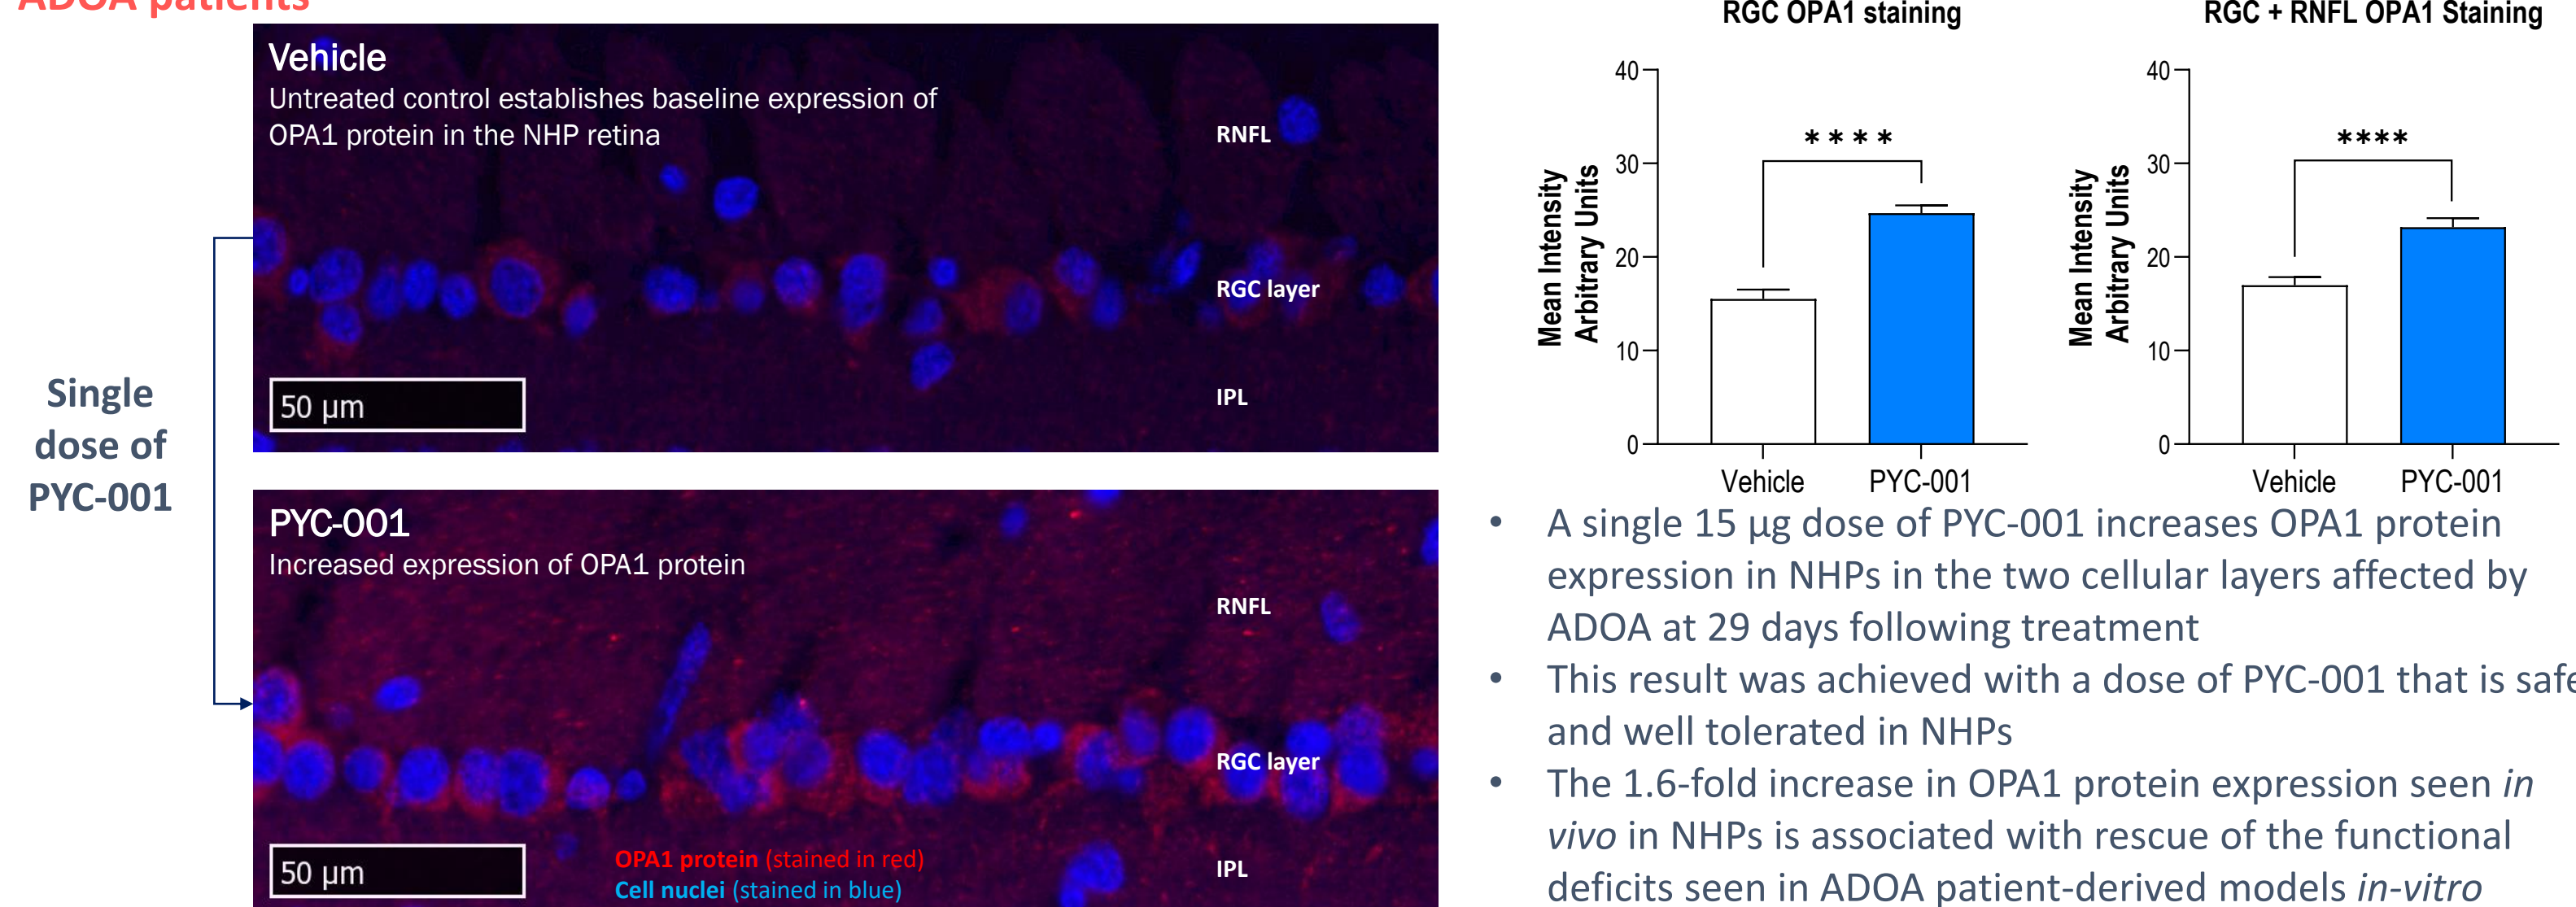 ADOA patients
Single
dose of
PYC-001
Vehicle
Untreated control establishes baseline expression of
OPA1 protein in the NHP retina
RNFL
RGC layer
IPL
50 µm
PYC-001
Increased expression of OPA1 protein
RNFL
RGC layer
IPL
50 µm
OPA1 protein (stained in red)
Cell nuclei (stained in blue)
RGC OPA1 staining
Mean Intensity
Arbitrary Units
40
30
20
10
0
****
Vehicle PYC-001
RGC + RNFL OPA1 Staining
Mean Intensity
Arbitrary Units
40
30
20
10
0
****
Vehicle PYC-001
• A single 15 µg dose of PYC-001 increases OPA1 protein
expression in NHPs in the two cellular layers affected by
ADOA at 29 days following treatment
• This result was achieved with a dose of PYC-001 that is safe
and well tolerated in NHPs
• The 1.6-fold increase in OPA1 protein expression seen in
vivo in NHPs is associated with rescue of the functional
deficits seen in ADOA patient-derived models in-vitro